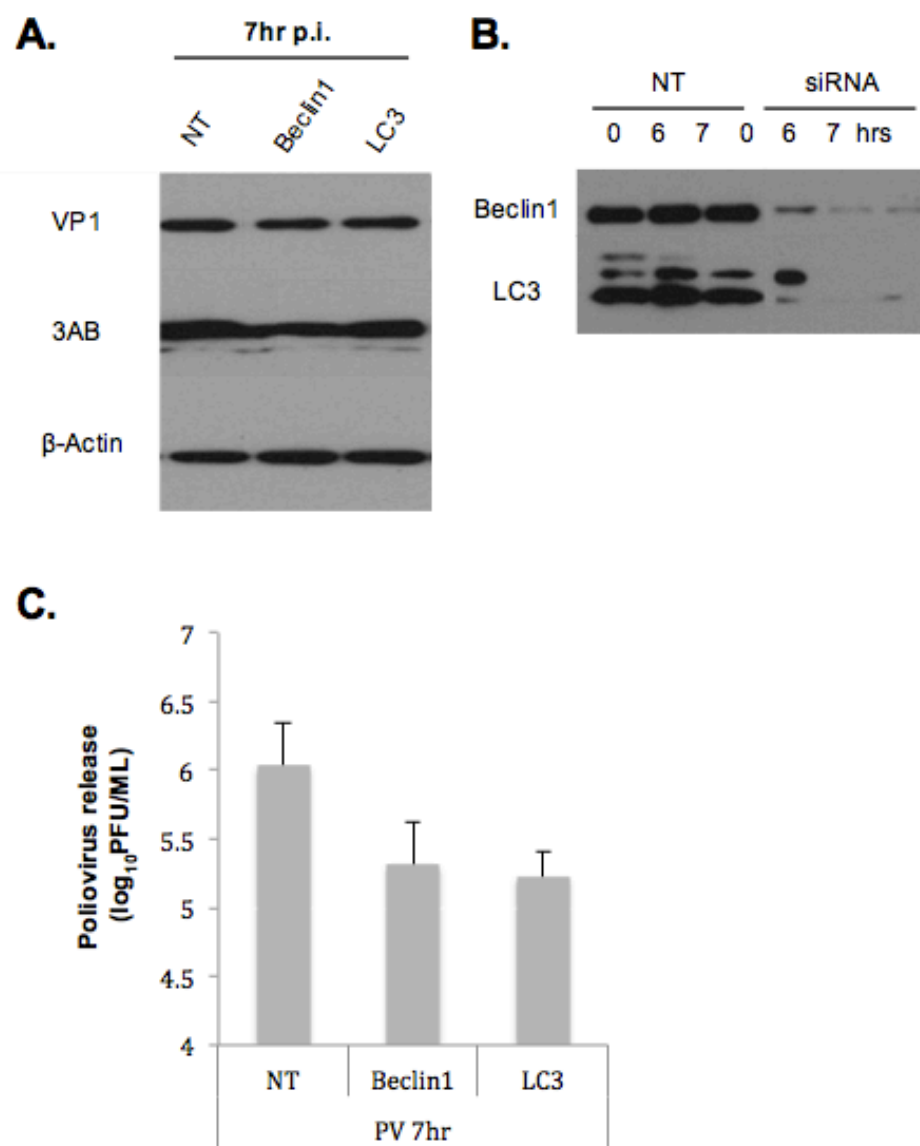 A.
7hr p.i.
NT Beclin1 LC3
VP1
3AB
β-Actin
B.
NT siRNA
0 6 7 0 6 7 hrs
Beclin1
LC3
C.
Poliovirus release
(log10PFU/ML)
7
6.5
6
5.5
5
4.5
4
NT Beclin1 LC3
PV 7hr